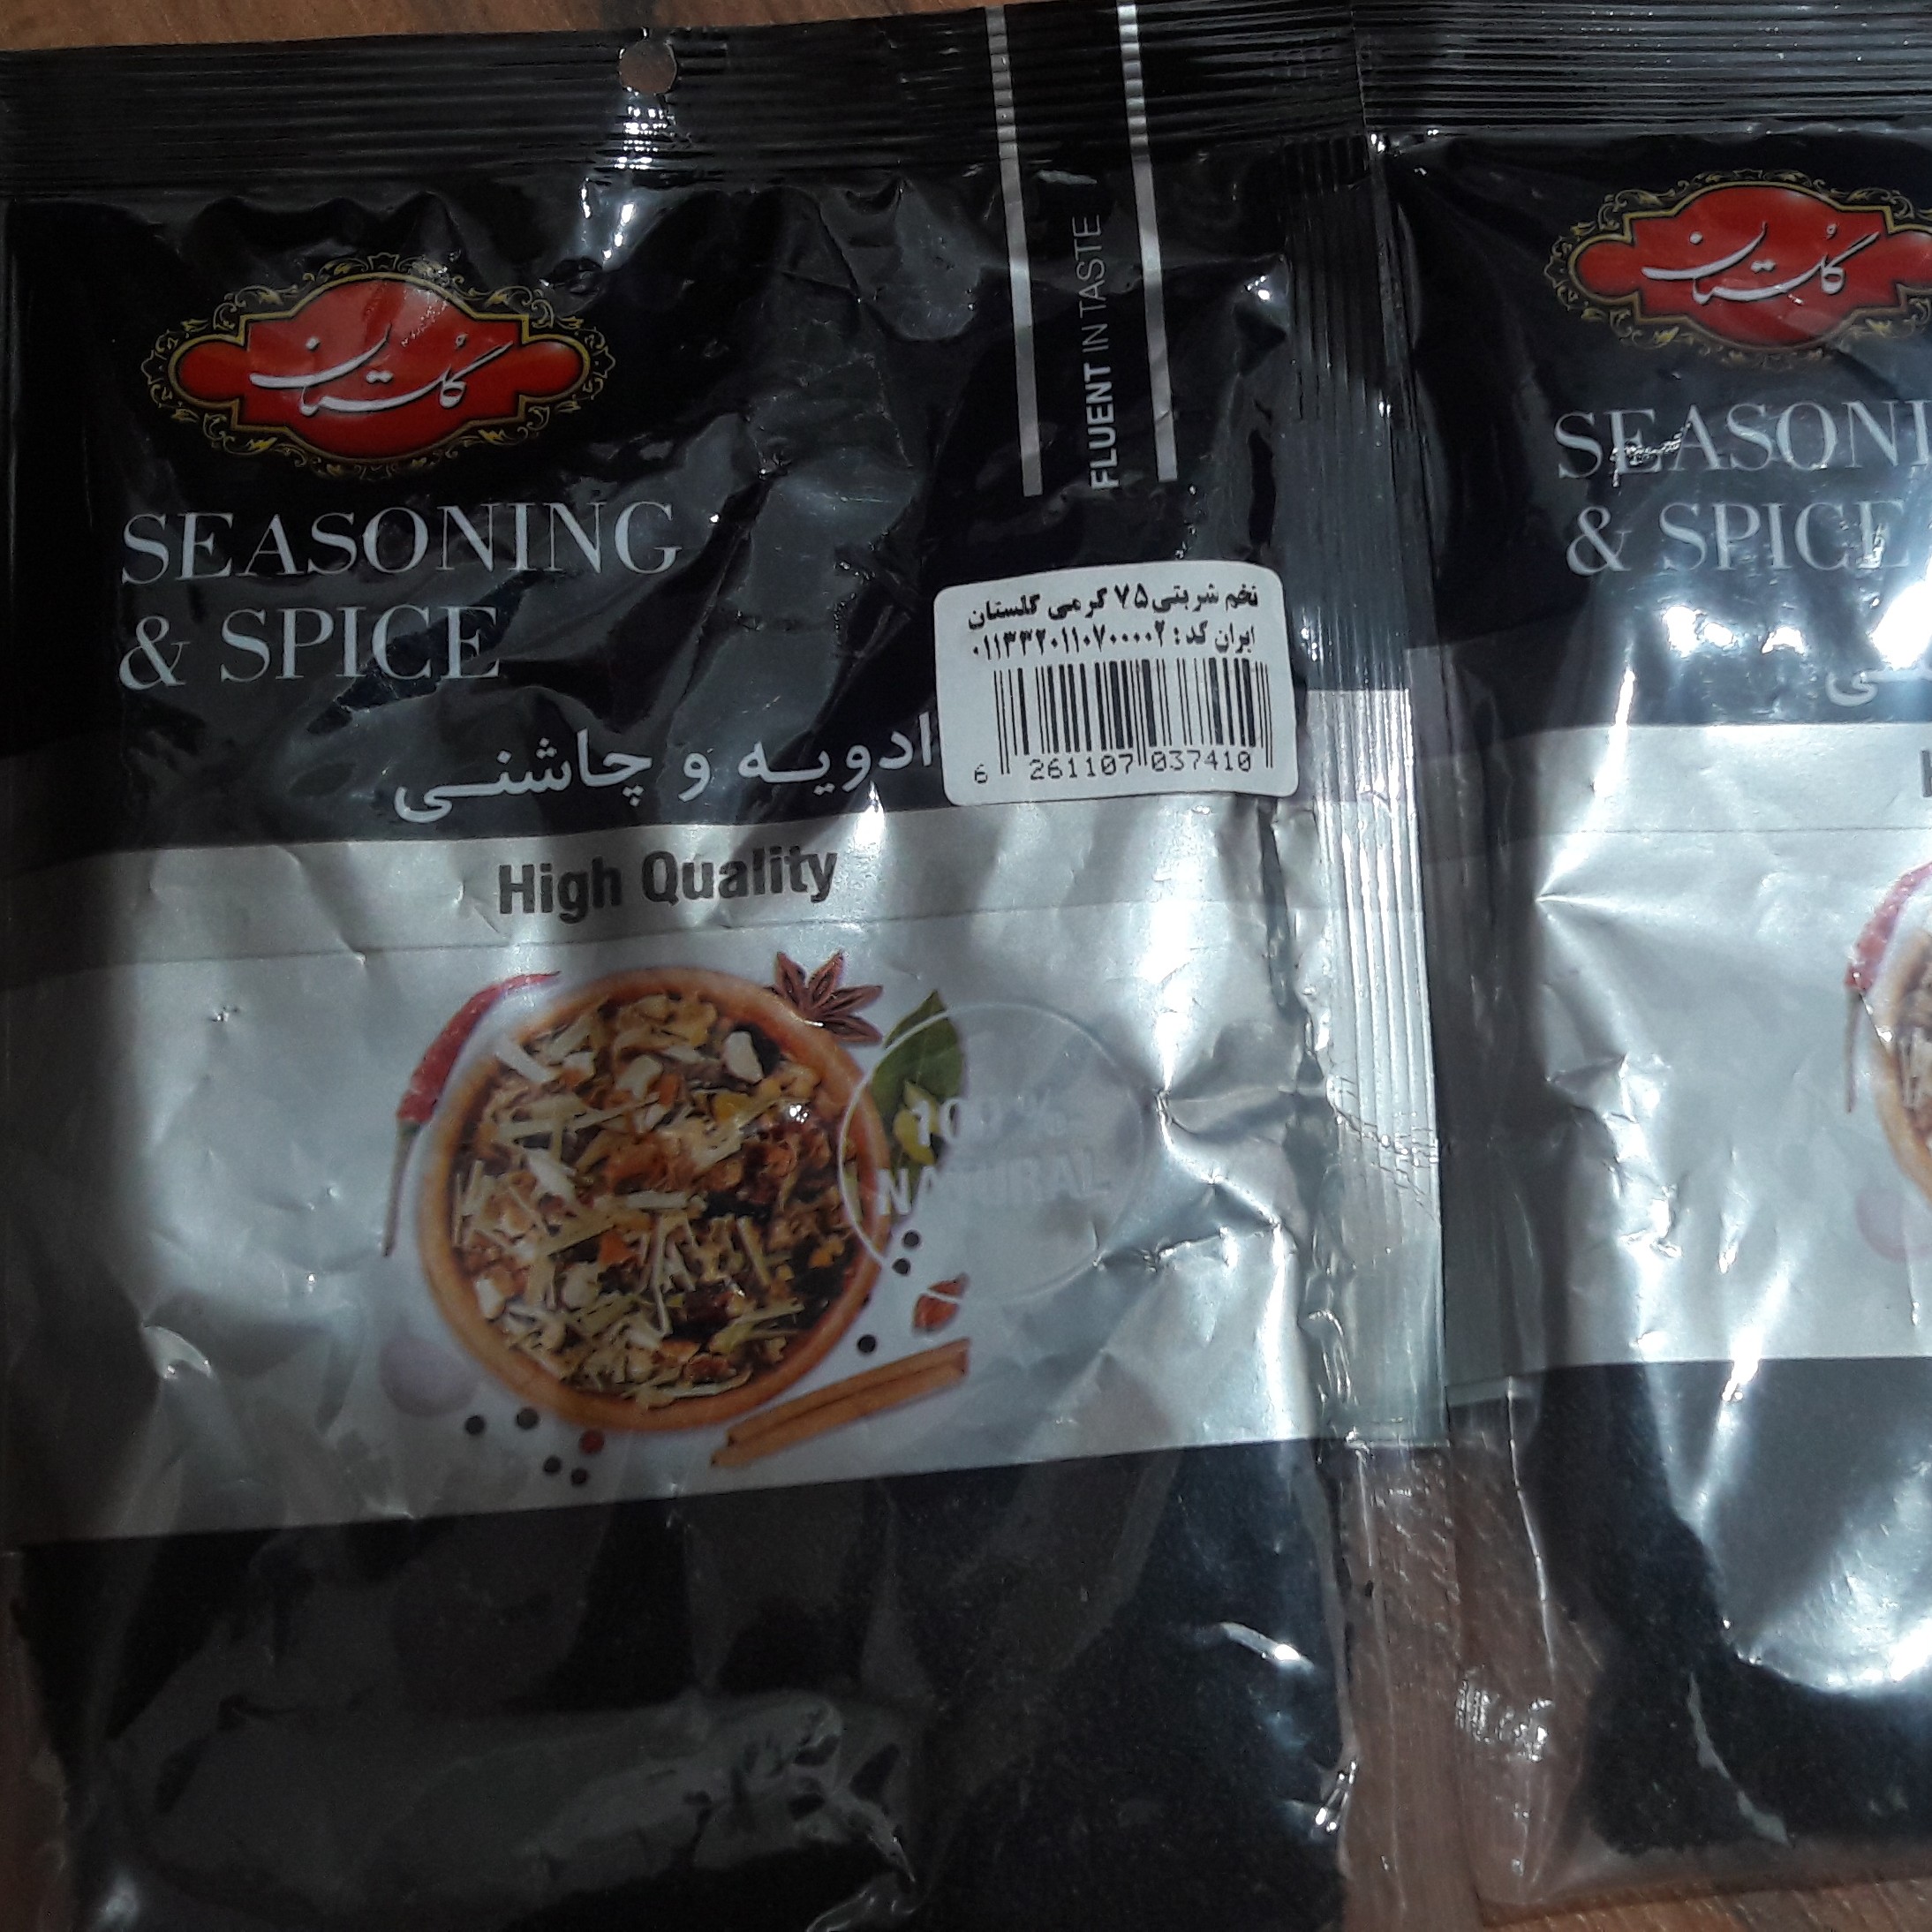 گلستان
SEASONING
& SPICE
ادویه و چاشنی
FLUENT IN TASTE
تخم شربتی ۷۵ گرمی گلستان
ایران کد: ۰۱۱۳۳۲۰۱۱۰۷۰۰۰۰۲
6 261107 037410
High Quality
100%
NATURAL
گلستان
SEASONI
& SPICE